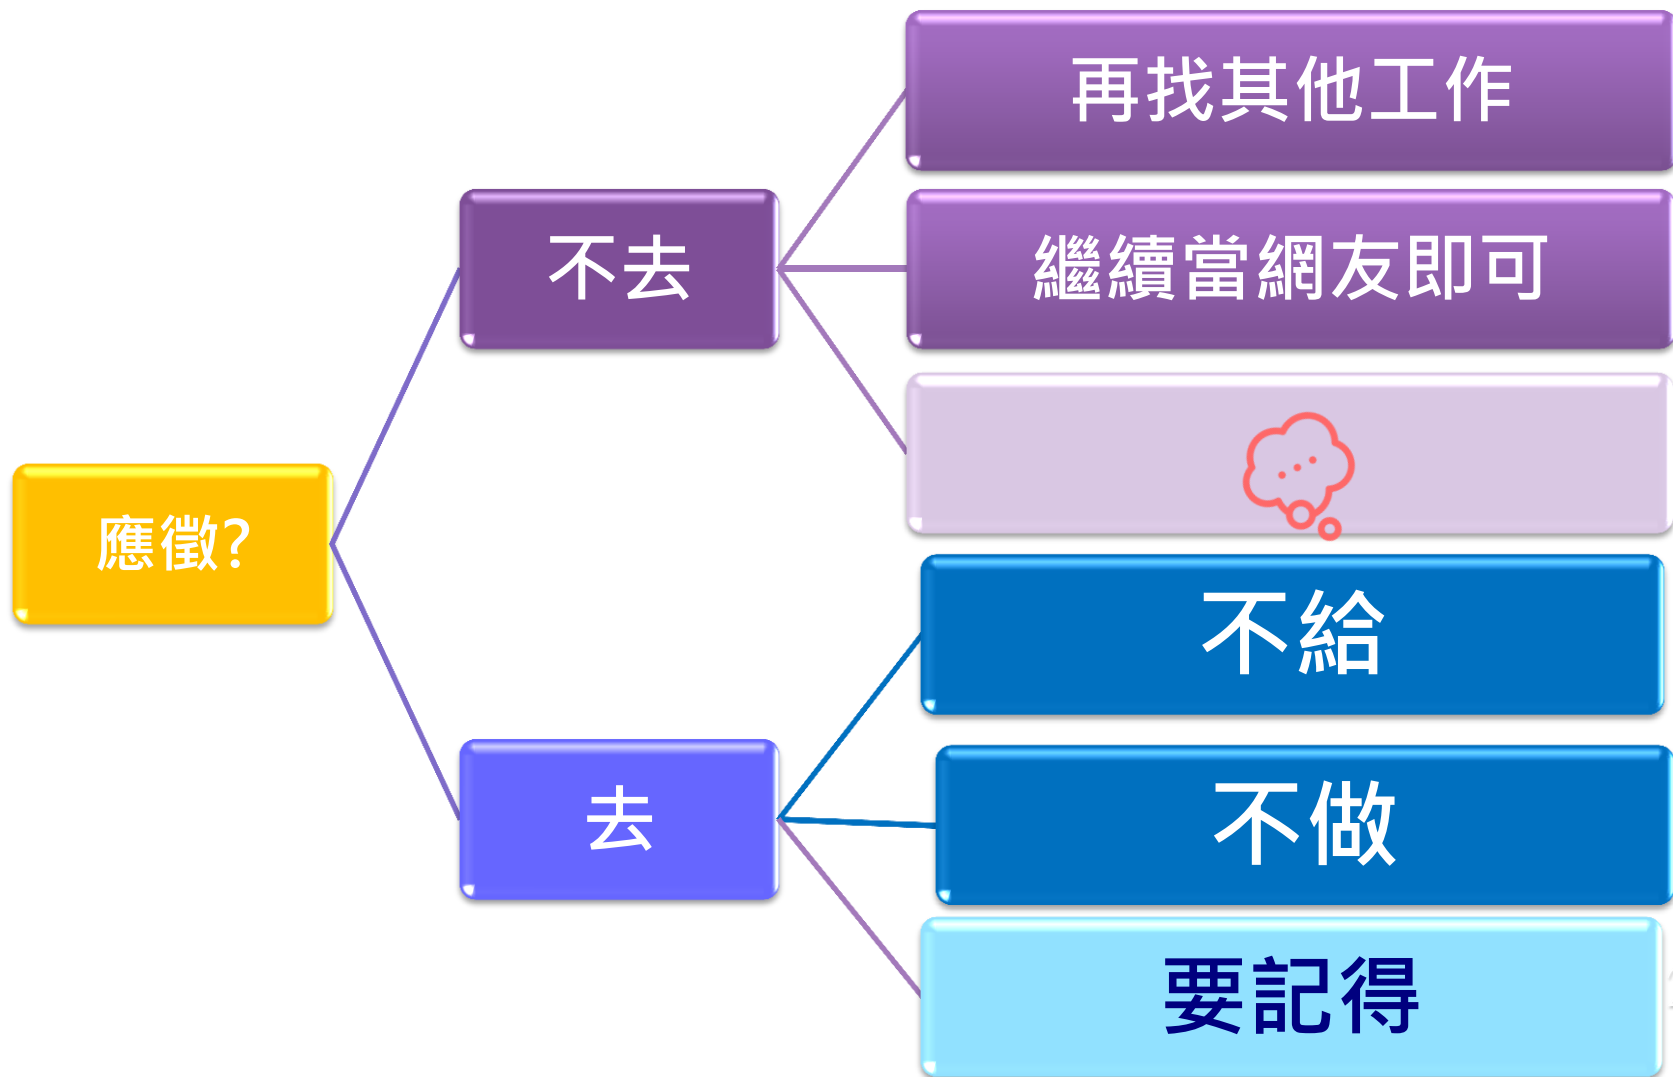 再找其他工作
不去
繼續當網友即可
應徵?
不給
去
不做
要記得